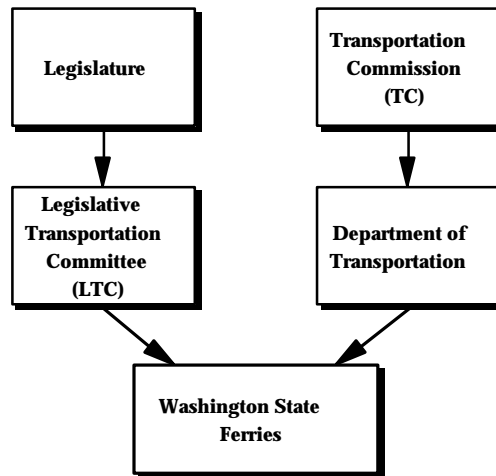 Legislature
Transportation
Commission
(TC)
Legislative
Transportation
Committee
(LTC)
Department of
Transportation
Washington State
Ferries